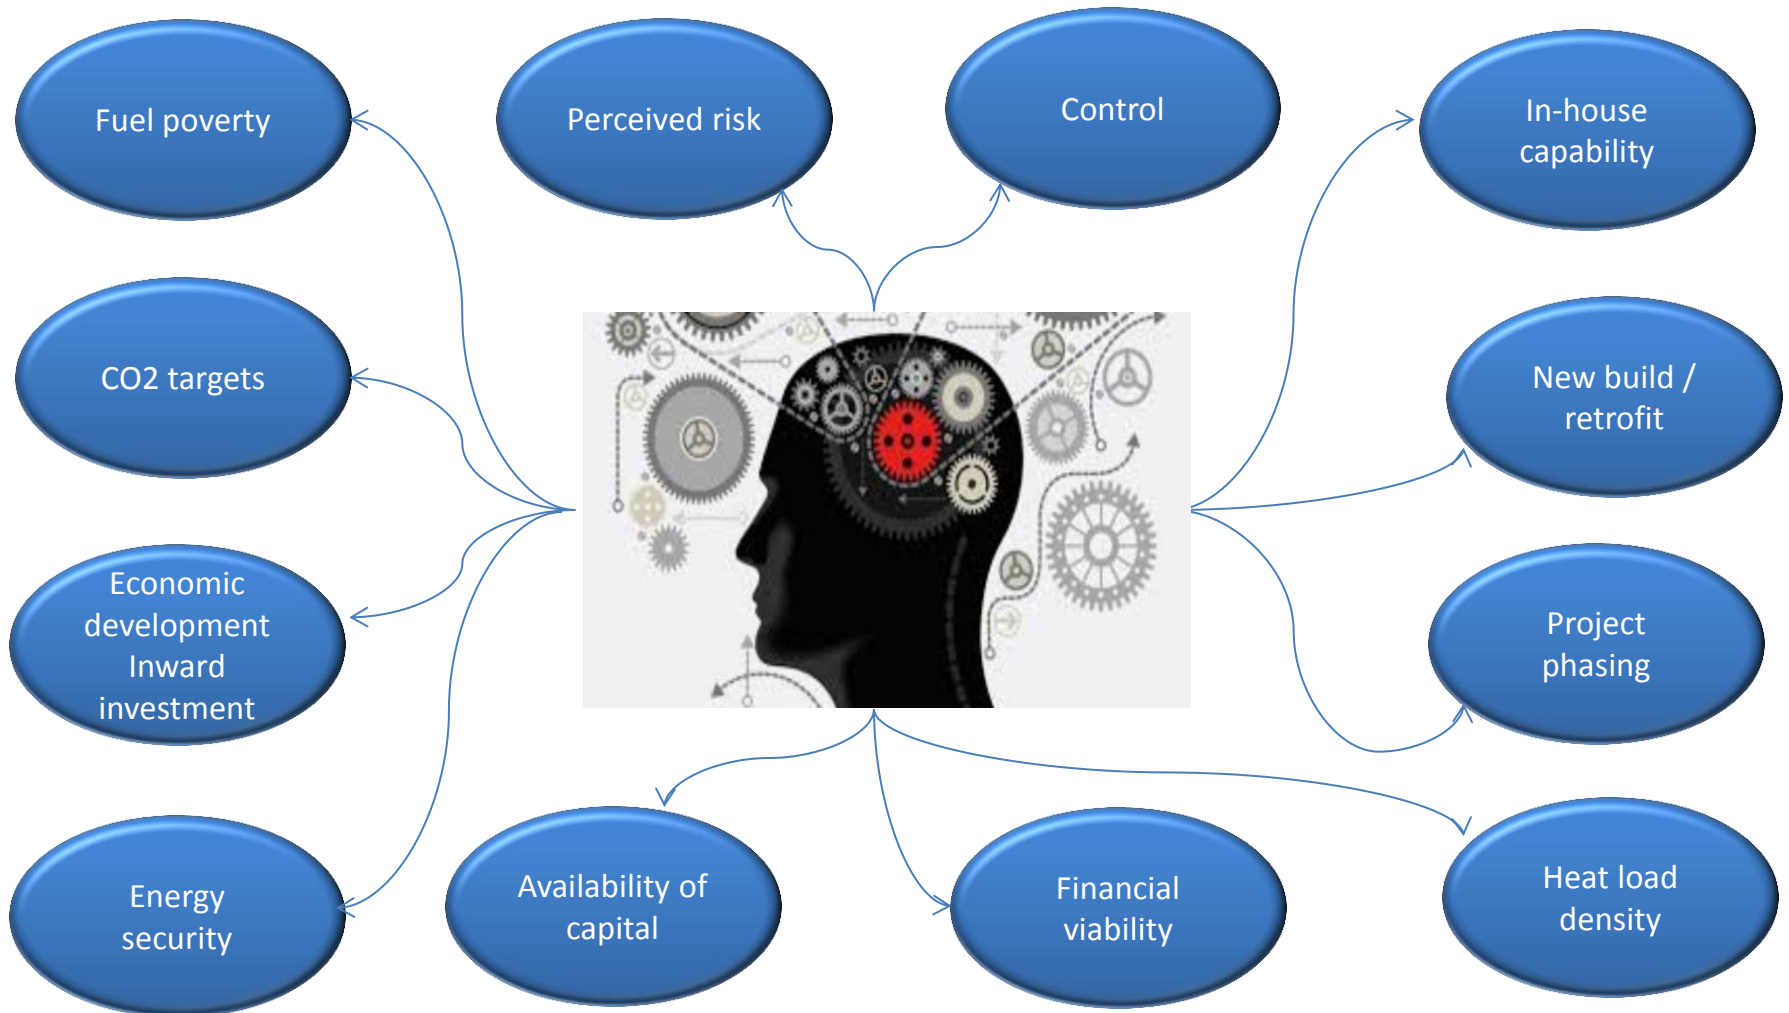 Fuel poverty
Perceived risk
Control
In-house
capability
CO2 targets
New build /
retrofit
Economic
development
Inward
investment
Project
phasing
Energy
security
Availability of
capital
Financial
viability
Heat load
density